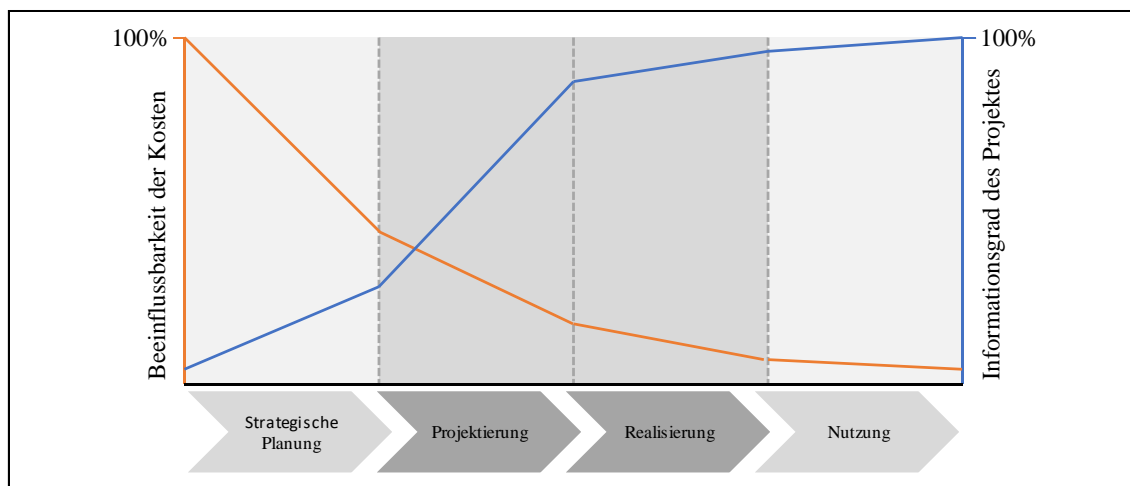 100%
100%
Beeinflussbarkeit der Kosten
Informationsgrad des Projektes
Strategische
Planung
Projektierung
Realisierung
Nutzung